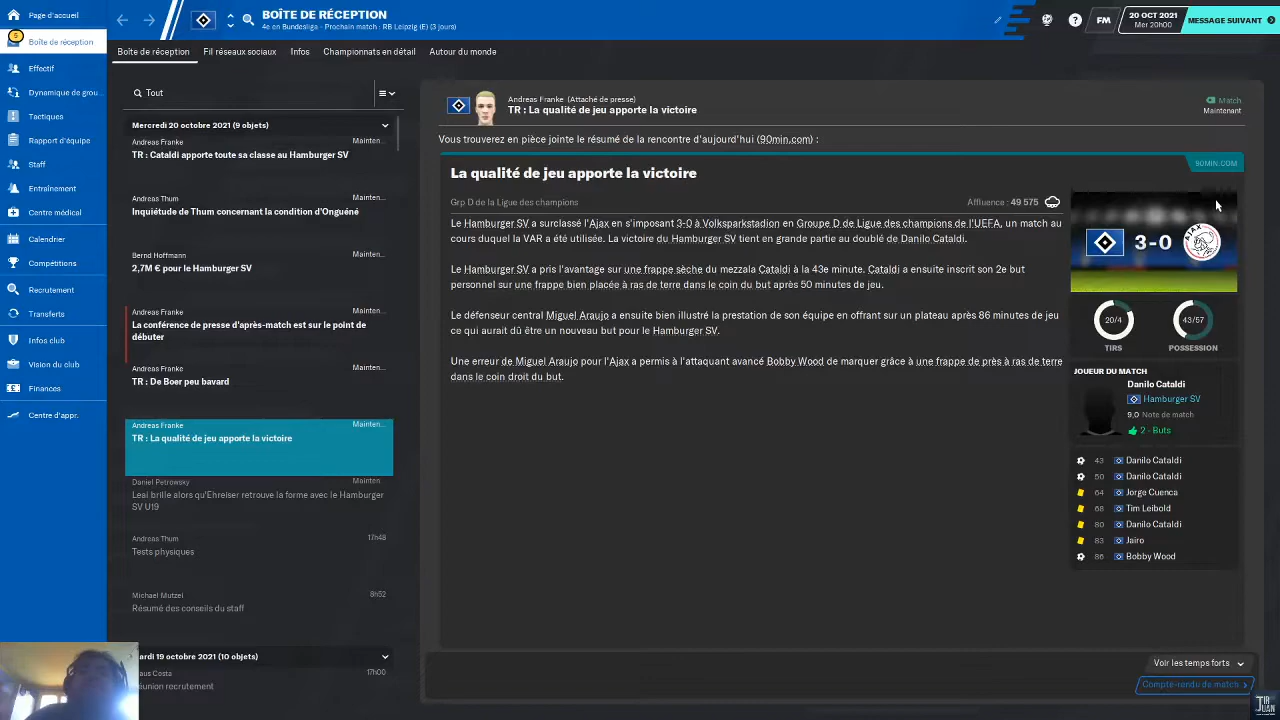 Page d'accueil
BOÎTE DE RÉCEPTION
4e en Bundesliga - Prochain match : RB Leipzig (E) (3 jours)
FM
20 OCT 2021
Mer 20h00
MESSAGE SUIVANT
5
Boîte de réception
Effectif
Dynamique de grou...
Tactiques
Rapport d'équipe
Staff
Entraînement
Centre médical
Calendrier
Compétitions
Recrutement
Transferts
Infos club
Vision du club
Finances
Centre d'appr.
Boîte de réception
Fil réseaux sociaux
Infos
Championnats en détail
Autour du monde
Tout
Mercredi 20 octobre 2021 (9 objets)
Andreas Franke
Mainten...
TR : Cataldi apporte toute sa classe au Hamburger SV
Andreas Thum
Mainten...
Inquiétude de Thum concernant la condition d'Onguéné
Bernd Hoffmann
Mainten...
2,7M € pour le Hamburger SV
Andreas Franke
Mainten...
La conférence de presse d'après-match est sur le point de
débuter
Andreas Franke
Mainten...
TR : De Boer peu bavard
Andreas Franke
Mainten...
TR : La qualité de jeu apporte la victoire
Daniel Petrowsky
Mainten...
Leal brille alors qu'Ehreiser retrouve la forme avec le Hamburger
SV U19
Andreas Thum
17h48
Tests physiques
Michael Mutzel
8h52
Résumé des conseils du staff
ardi 19 octobre 2021 (10 objets)
aus Costa
17h00
éunion recrutement
Andreas Franke (Attaché de presse)
TR : La qualité de jeu apporte la victoire
Match
Maintenant
Vous trouverez en pièce jointe le résumé de la rencontre d'aujourd'hui (90min.com) :
90MIN.COM
La qualité de jeu apporte la victoire
Grp D de la Ligue des champions
Affluence : 49 575
Le Hamburger SV a surclassé l'Ajax en s'imposant 3-0 à Volksparkstadion en Groupe D de Ligue des champions de l'UEFA, un match au
cours duquel la VAR a été utilisée. La victoire du Hamburger SV tient en grande partie au doublé de Danilo Cataldi.
Le Hamburger SV a pris l'avantage sur une frappe sèche du mezzala Cataldi à la 43e minute. Cataldi a ensuite inscrit son 2e but
personnel sur une frappe bien placée à ras de terre dans le coin du but après 50 minutes de jeu.
Le défenseur central Miguel Araujo a ensuite bien illustré la prestation de son équipe en offrant sur un plateau après 86 minutes de jeu
ce qui aurait dû être un nouveau but pour le Hamburger SV.
Une erreur de Miguel Araujo pour l'Ajax a permis à l'attaquant avancé Bobby Wood de marquer grâce à une frappe de près à ras de terre
dans le coin droit du but.
3-0
AJAX
20/4
TIRS
43/57
POSSESSION
JOUEUR DU MATCH
Danilo Cataldi
Hamburger SV
9,0 Note de match
2 - Buts
43 Danilo Cataldi
50 Danilo Cataldi
64 Jorge Cuenca
68 Tim Leibold
80 Danilo Cataldi
83 Jairo
86 Bobby Wood
Voir les temps forts
Compte-rendu de match
TIR
JUAN